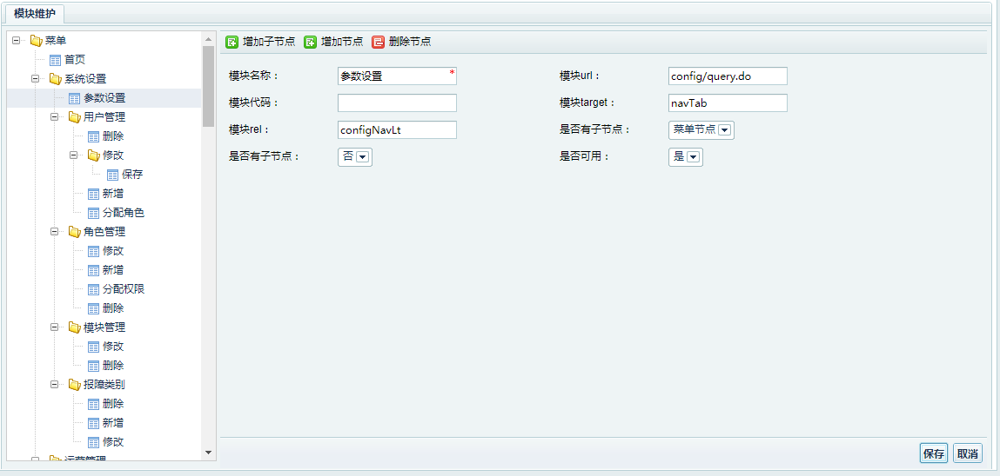 模块维护
菜单
首页
系统设置
参数设置
用户管理
删除
修改
保存
新增
分配角色
角色管理
修改
新增
分配权限
删除
模块管理
修改
删除
报障类别
删除
新增
修改
运营管理
增加子节点 增加节点 删除节点
模块名称： 参数设置 * 模块url： config/query.do
模块代码： 模块target： navTab
模块rel： configNavLt 是否有子节点： 菜单节点
是否有子节点： 否 是否可用： 是
保存 取消